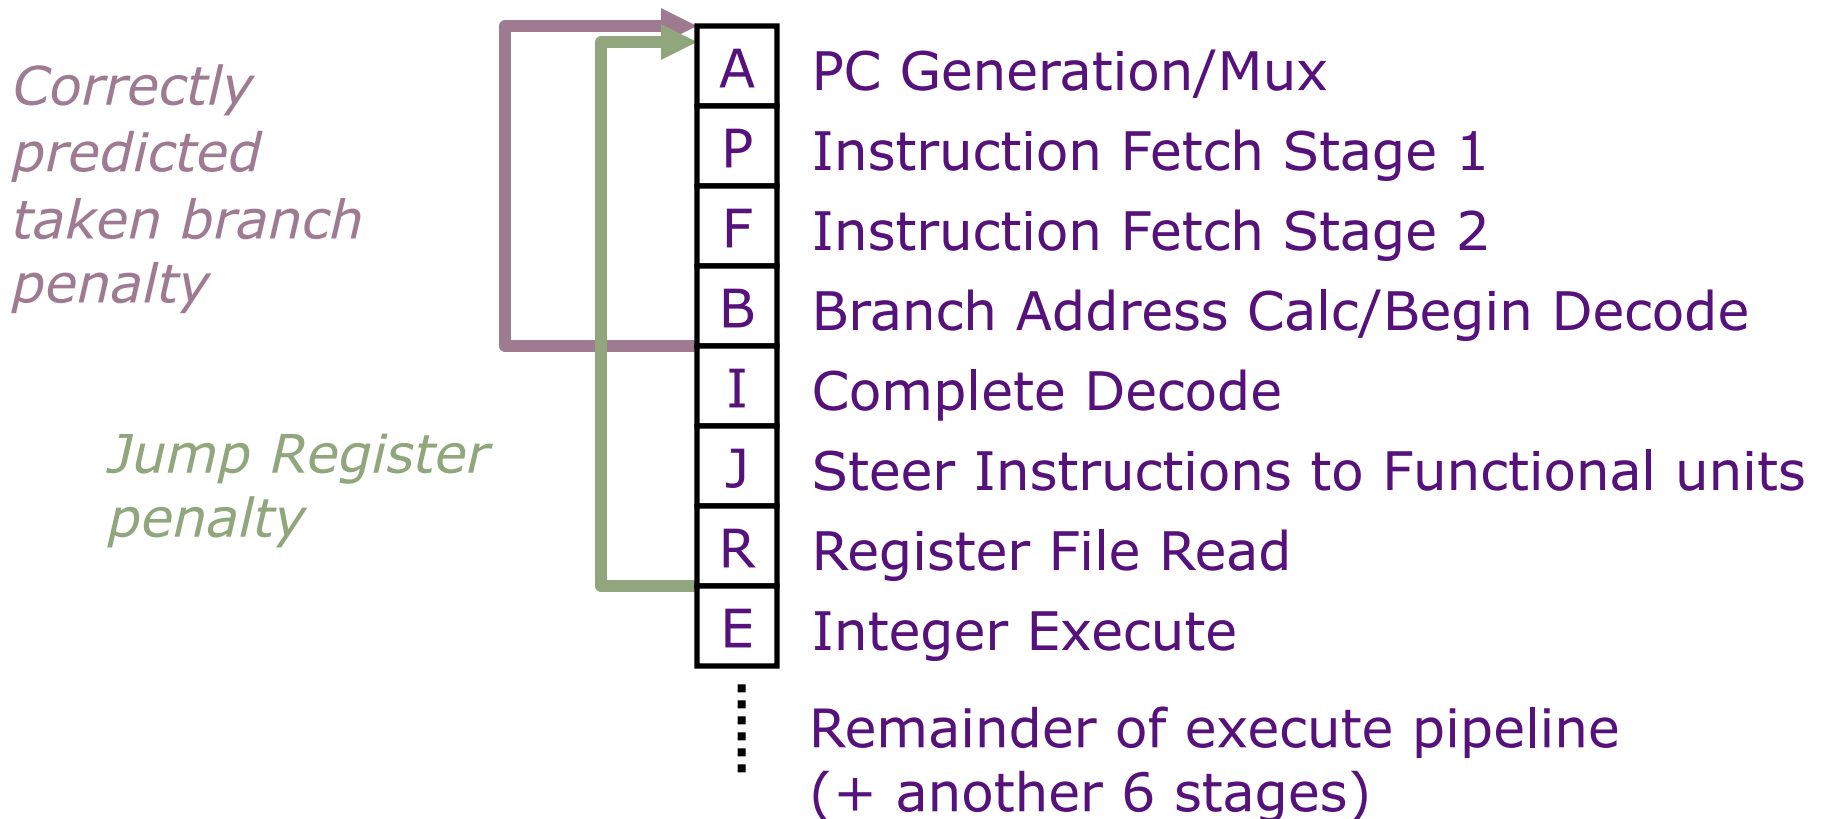 Correctly
predicted
taken branch
penalty
Jump Register
penalty
A PC Generation/Mux
P Instruction Fetch Stage 1
F Instruction Fetch Stage 2
B Branch Address Calc/Begin Decode
I Complete Decode
J Steer Instructions to Functional units
R Register File Read
E Integer Execute
Remainder of execute pipeline
(+ another 6 stages)